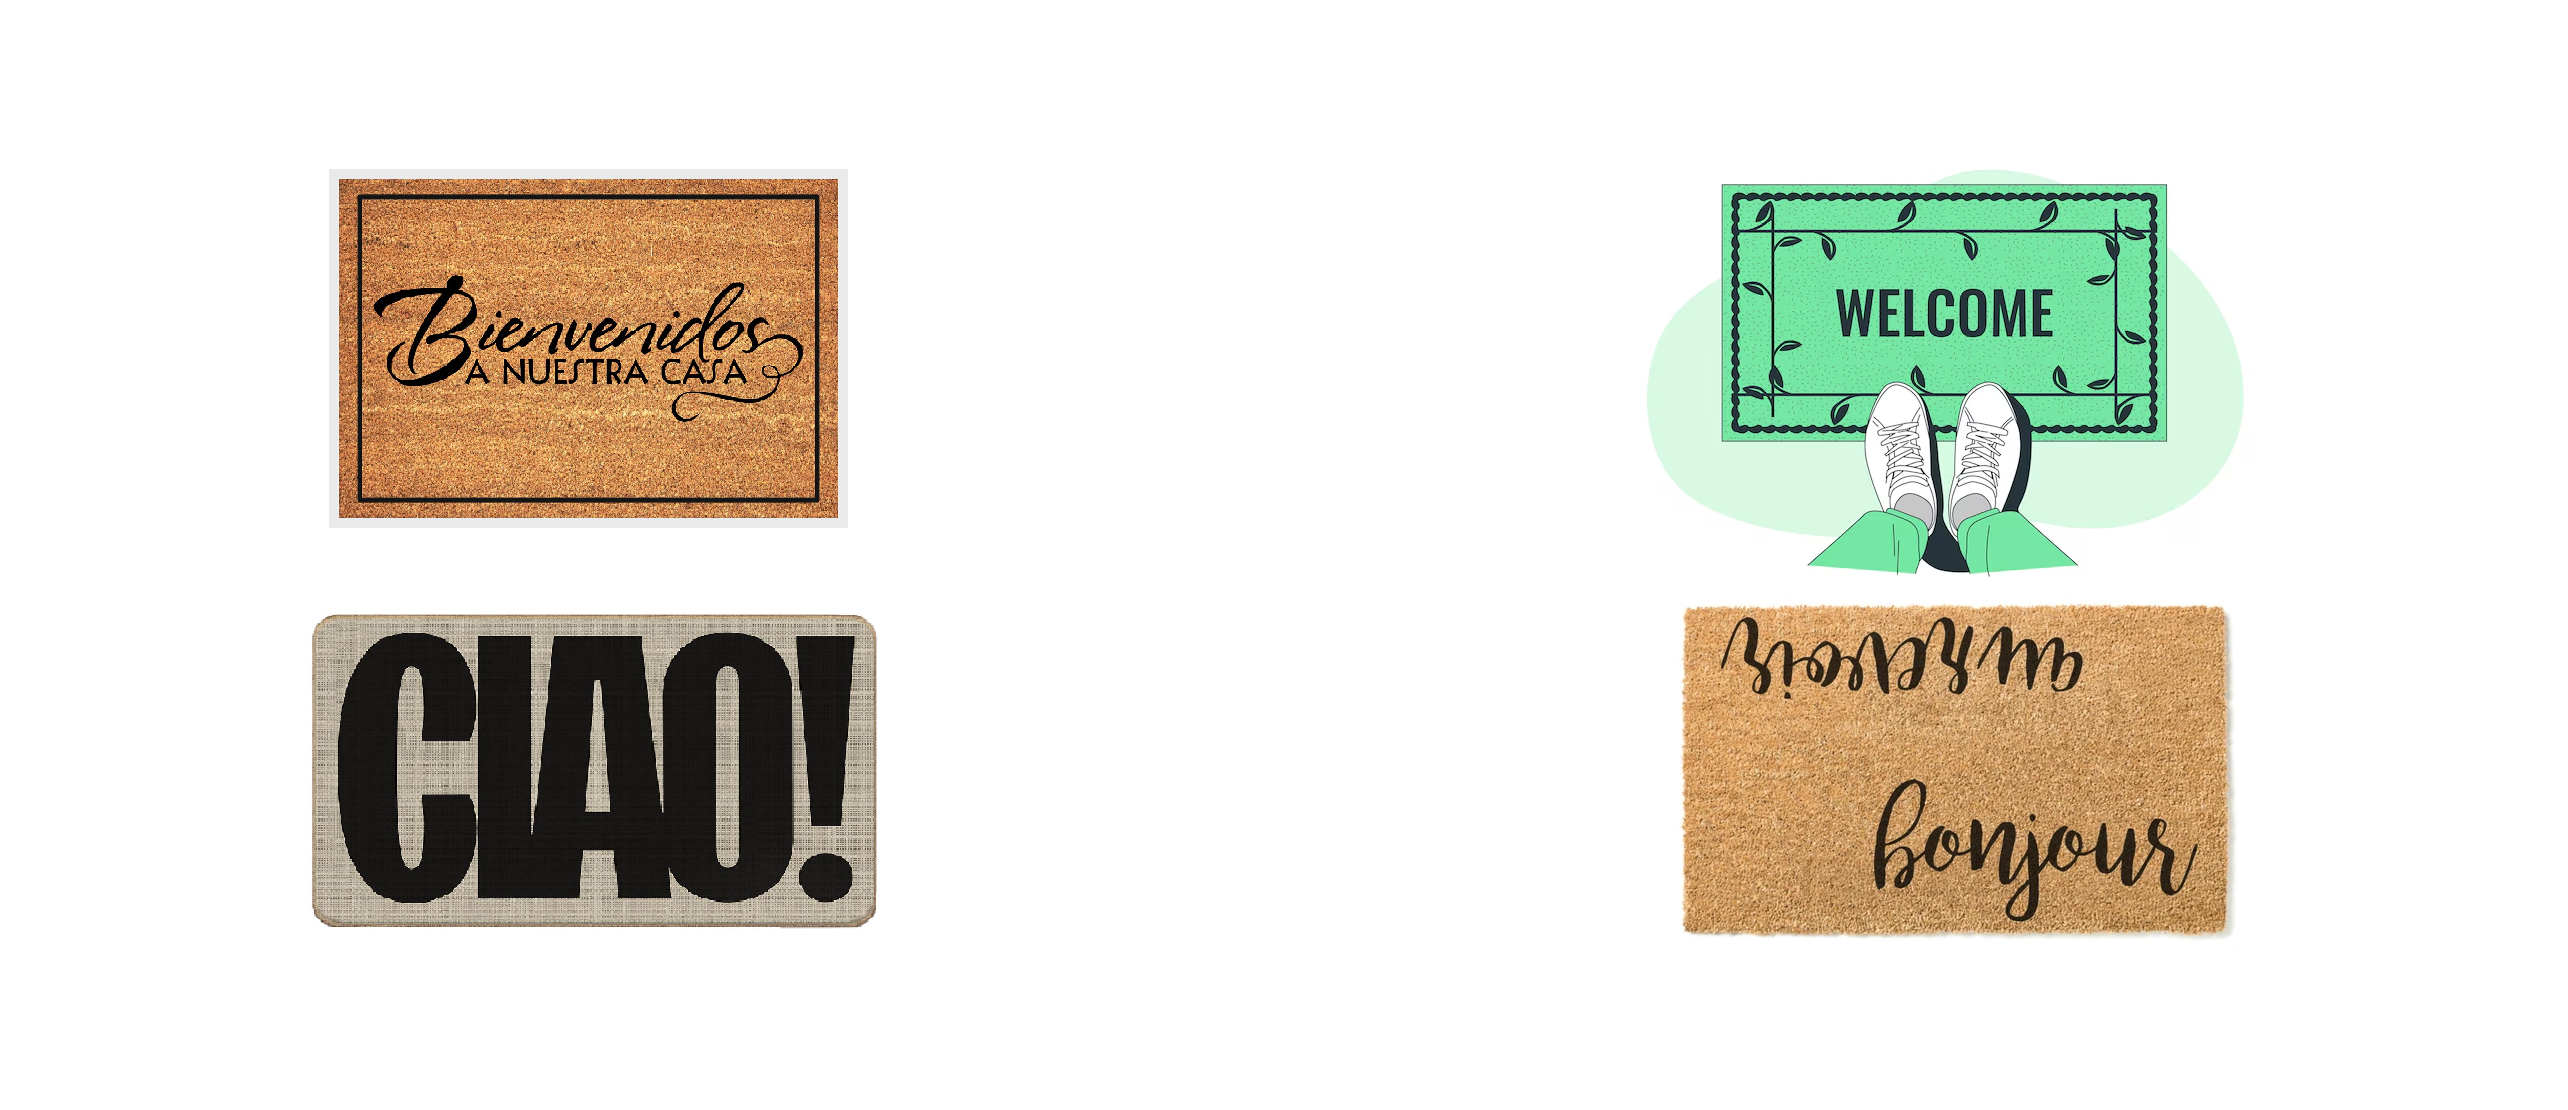 Bienvenidos
A NUESTRA CASA
WELCOME
CIAO!
au revoir
bonjour